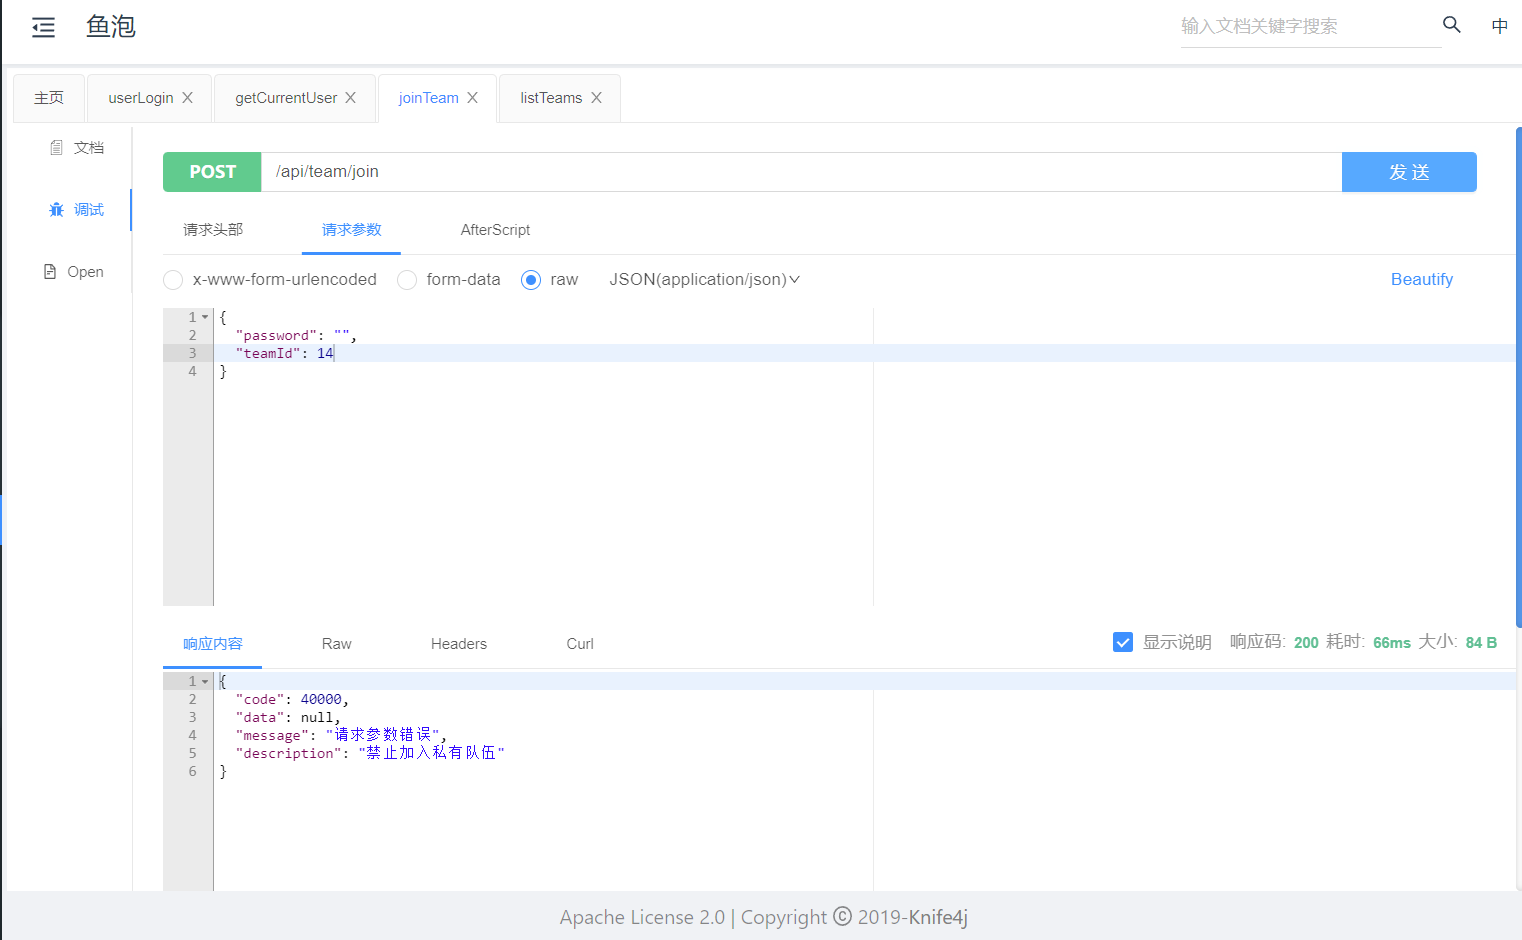 鱼泡
输入文档关键字搜索
中
主页
userLogin
getCurrentUser
joinTeam
listTeams
文档
调试
Open
POST
/api/team/join
发 送
请求头部
请求参数
AfterScript
x-www-form-urlencoded
form-data
raw
JSON(application/json)
Beautify
1 {
2 "password": "",
3 "teamId": 14
4 }
响应内容
Raw
Headers
Curl
显示说明 响应码: 200 耗时: 66ms 大小: 84 B
1 {
2 "code": 40000,
3 "data": null,
4 "message": "请求参数错误",
5 "description": "禁止加入私有队伍"
6 }
Apache License 2.0 | Copyright © 2019-Knife4j